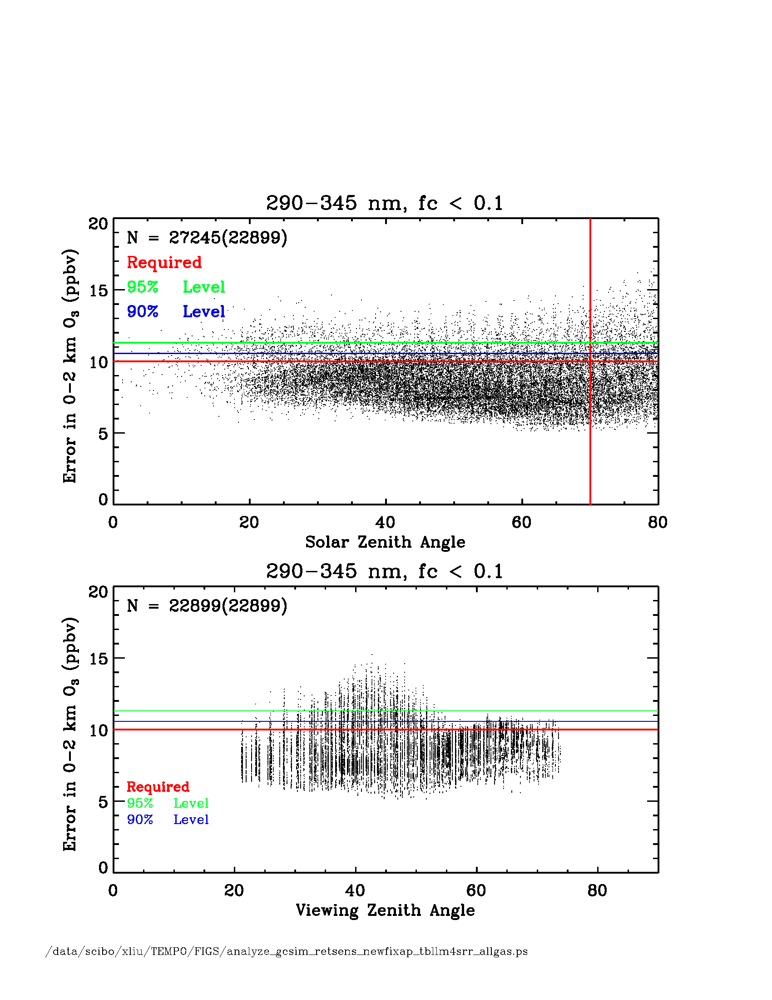 290-345 nm, fc < 0.1
20
15
10
5
0
N = 27245(22899)
Required
95% Level
90% Level
Error in 0-2 km O3 (ppbv)
0 20 40 60 80
Solar Zenith Angle
290-345 nm, fc < 0.1
20
15
10
5
0
N = 22899(22899)
Required
95% Level
90% Level
Error in 0-2 km O3 (ppbv)
0 20 40 60 80
Viewing Zenith Angle
/data/scibo/xliu/TEMPO/FIGS/analyze_gcsim_retsens_newfixap_tbllm4srr_allgas.ps